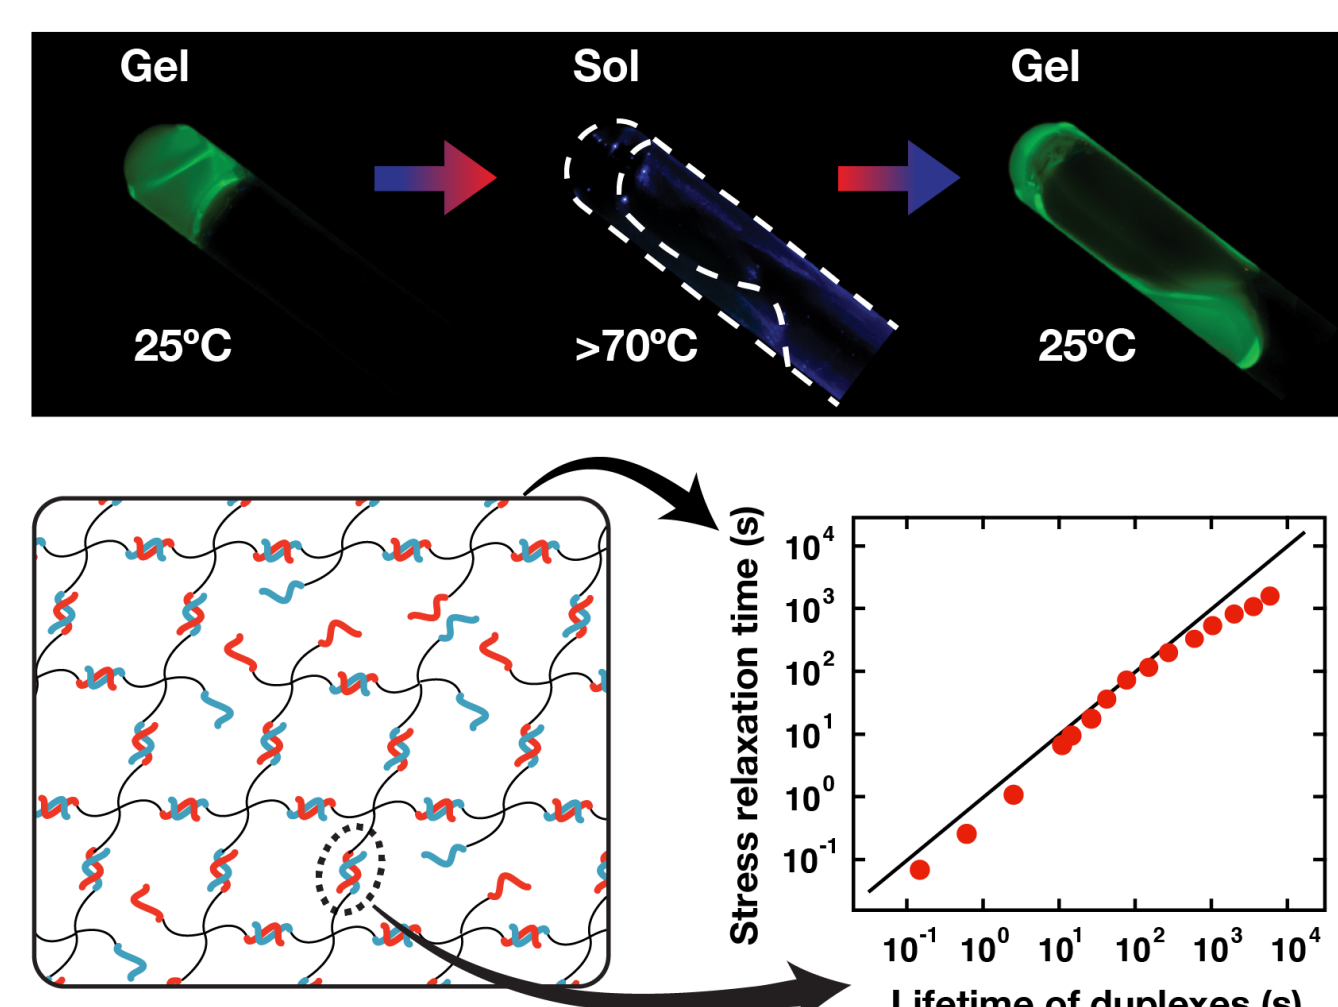 Gel
Sol
Gel
25ºC
>70ºC
25ºC
Stress relaxation time (s)
10⁴
10³
10²
10¹
10⁰
10⁻¹
10⁻¹ 10⁰ 10¹ 10² 10³ 10⁴
Lifetime of duplexes (s)